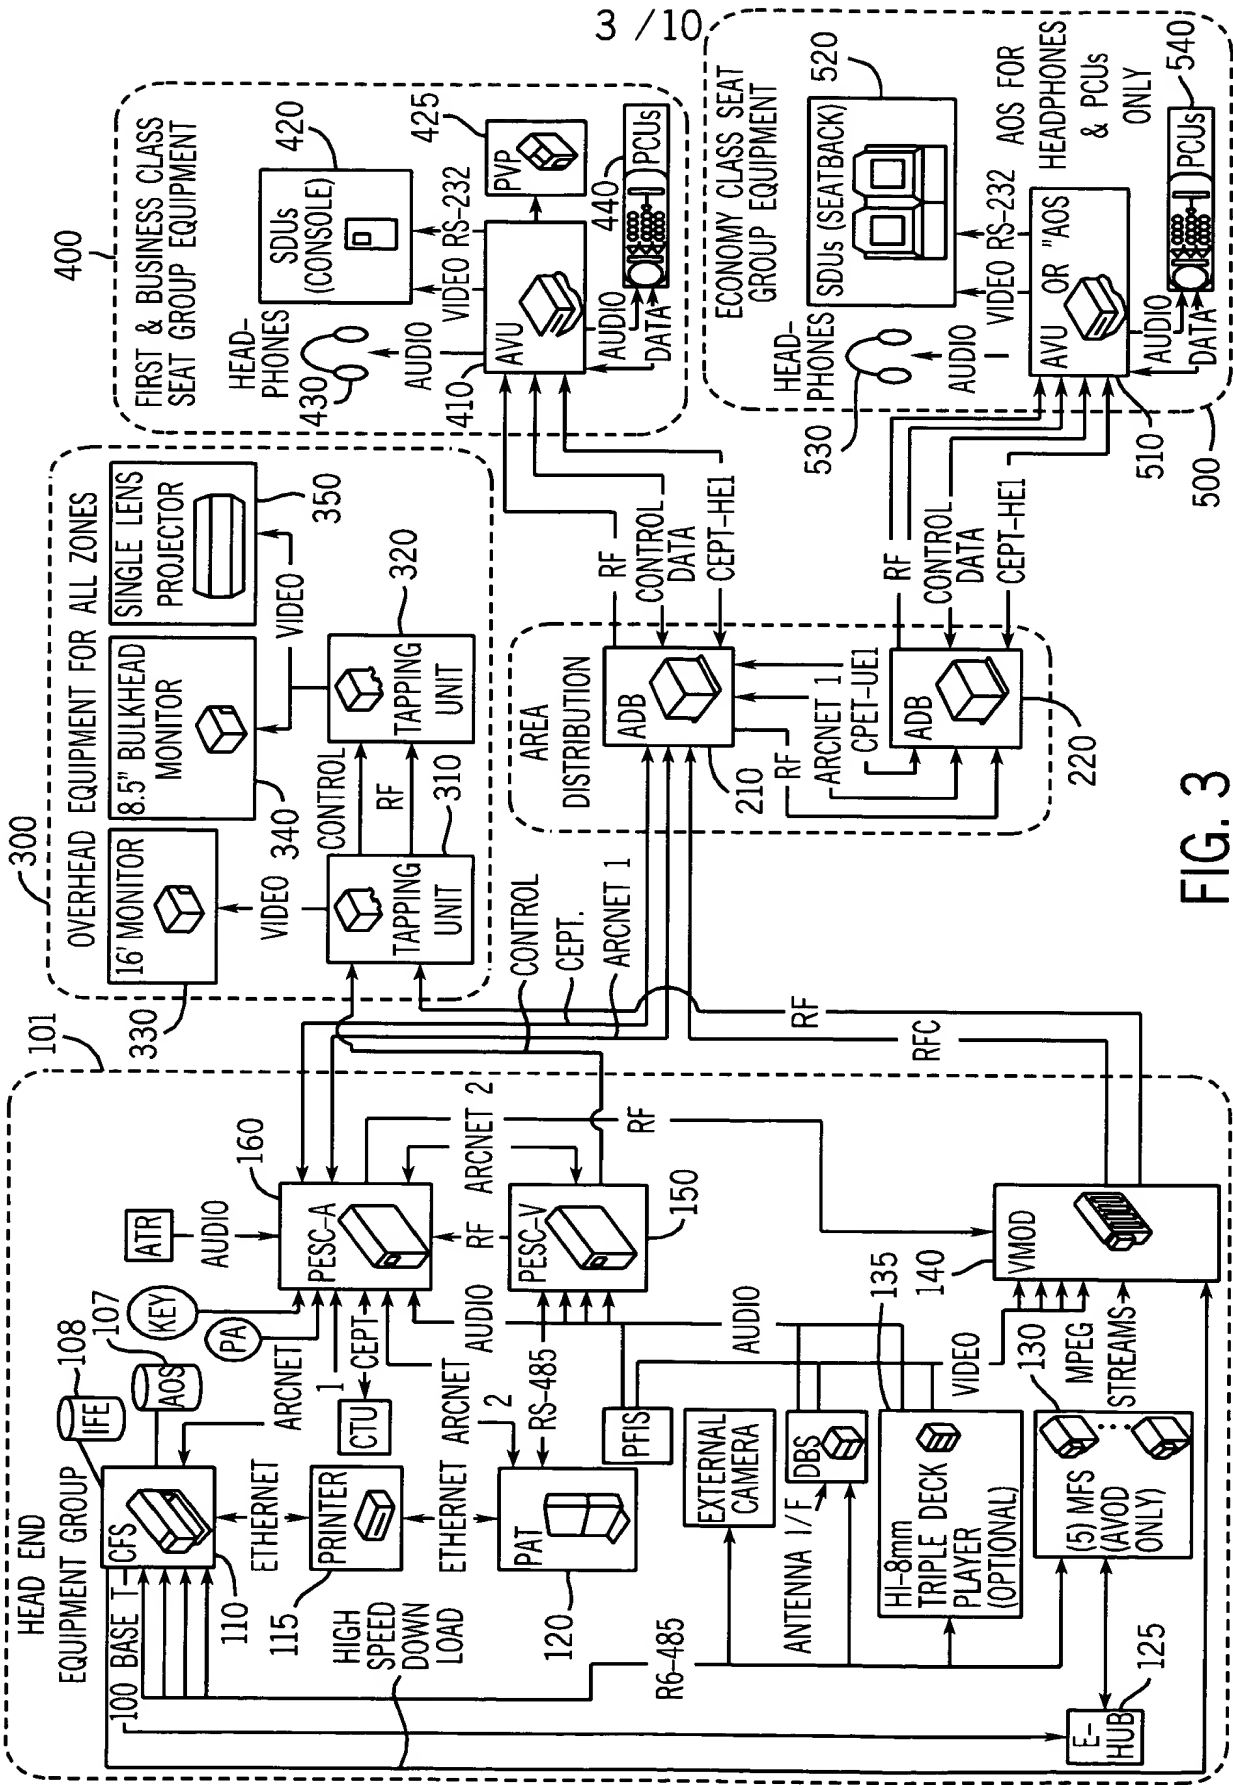 3 /10
HEAD END
EQUIPMENT GROUP
101
100 BASE T
CFS
110
IFE
108
AOS
107
KEY
PA
ATR
AUDIO
ARCNET
1
ETHERNET
PRINTER
115
CTU
CEPT
ETHERNET
ARCNET
2
HIGH
SPEED
DOWN
LOAD
PAT
120
RS-485
AUDIO
PESC-A
160
RF
ARCNET 2
RF
PESC-V
150
PFIS
R6-485
EXTERNAL
CAMERA
ANTENNA I/F
DBS
AUDIO
135
HI-8mm
TRIPLE DECK
PLAYER
(OPTIONAL)
VIDEO
140
VMOD
130
MPEG
STREAMS
(5) MFS
(AVOD
ONLY)
E-
HUB
125
300
OVERHEAD EQUIPMENT FOR ALL ZONES
16' MONITOR
330
8.5" BULKHEAD
MONITOR
340
SINGLE LENS
PROJECTOR
350
VIDEO
VIDEO
TAPPING
UNIT
310
CONTROL
RF
TAPPING
UNIT
320
CONTROL
CEPT.
ARCNET 1
RFC
RF
AREA
DISTRIBUTION
ADB
210
RF
ARCNET 1
CPET-UE1
ADB
220
RF
CONTROL
DATA
CEPT-HE1
RF
CONTROL
DATA
CEPT-HE1
400
FIRST & BUSINESS CLASS
SEAT GROUP EQUIPMENT
HEAD-
PHONES
430
SDUs
(CONSOLE)
420
AUDIO
VIDEO
RS-232
AVU
410
PVP
425
AUDIO
DATA
440
PCUs
ECONOMY CLASS SEAT
GROUP EQUIPMENT
HEAD-
PHONES
530
SDUs (SEATBACK)
520
AUDIO
VIDEO
RS-232
AOS FOR
HEADPHONES
& PCUs
ONLY
AVU OR "AOS
510
AUDIO
DATA
PCUs
540
500
FIG. 3